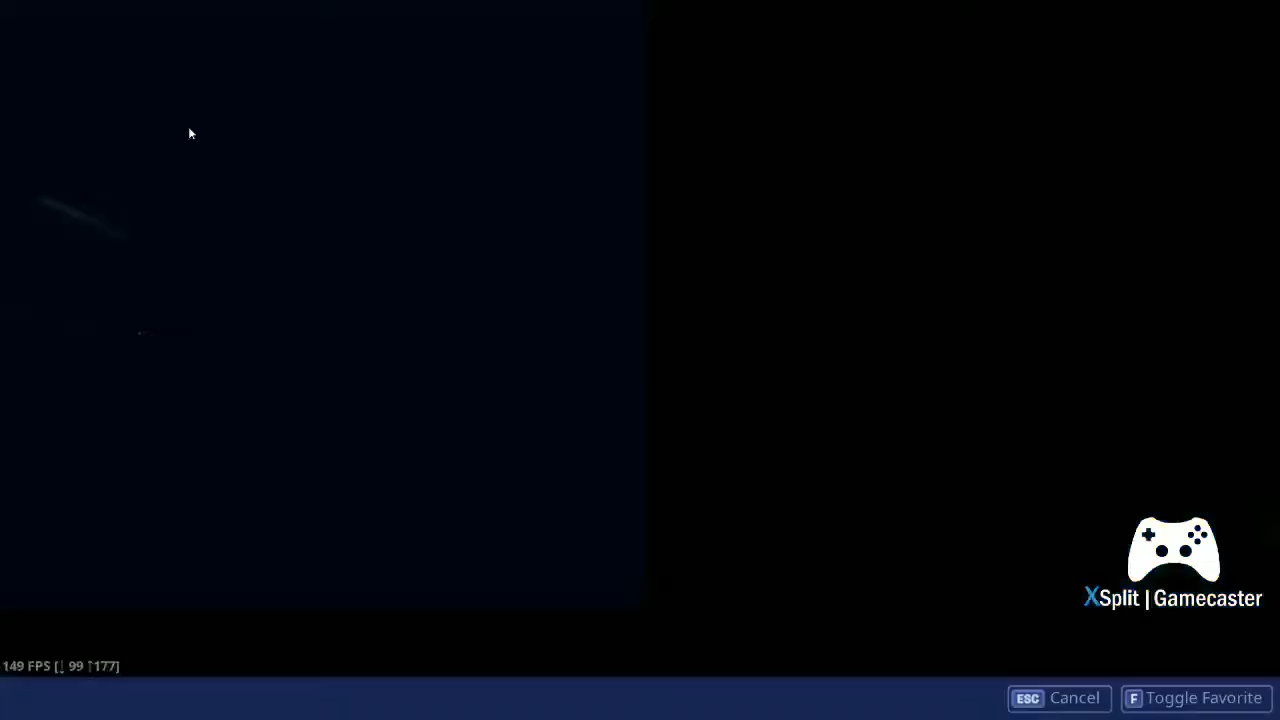 XSplit | Gamecaster
149 FPS [↓ 99 ↑177]
ESC Cancel F Toggle Favorite